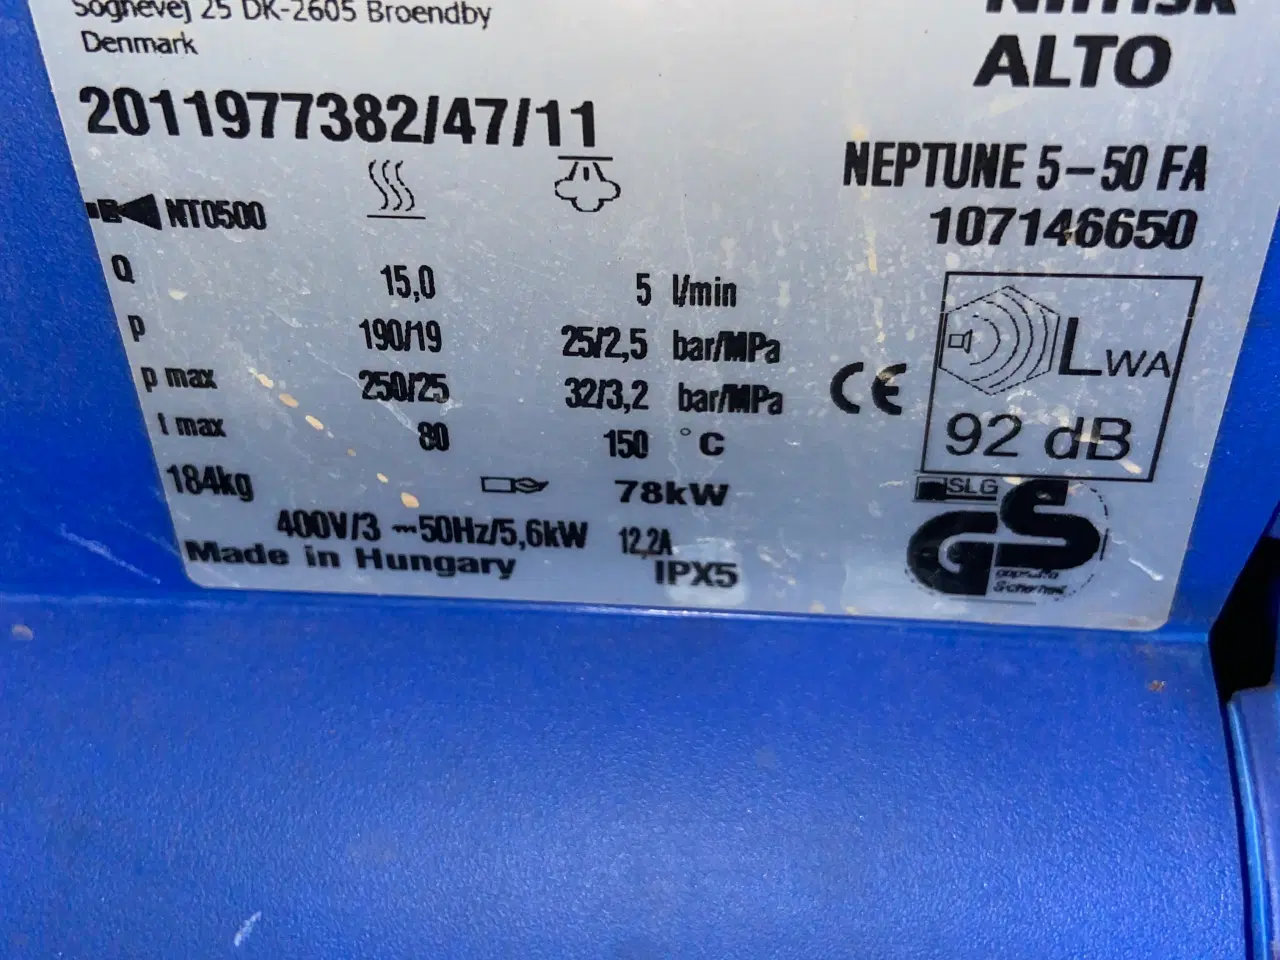 Sognevej 25 DK-2605 Broendby
Denmark
ALTO
2011977382/47/11
NEPTUNE 5-50 FA
107146650
NT0500
Q 15,0 5 l/min
p 190/19 25/2,5 bar/MPa
p max 250/25 32/3,2 bar/MPa
t max 80 150 °C
184kg 78kW
400V/3 ~50Hz/5,6kW 12,2A
Made in Hungary IPX5
CE
LWA
92 dB
SLG
GS